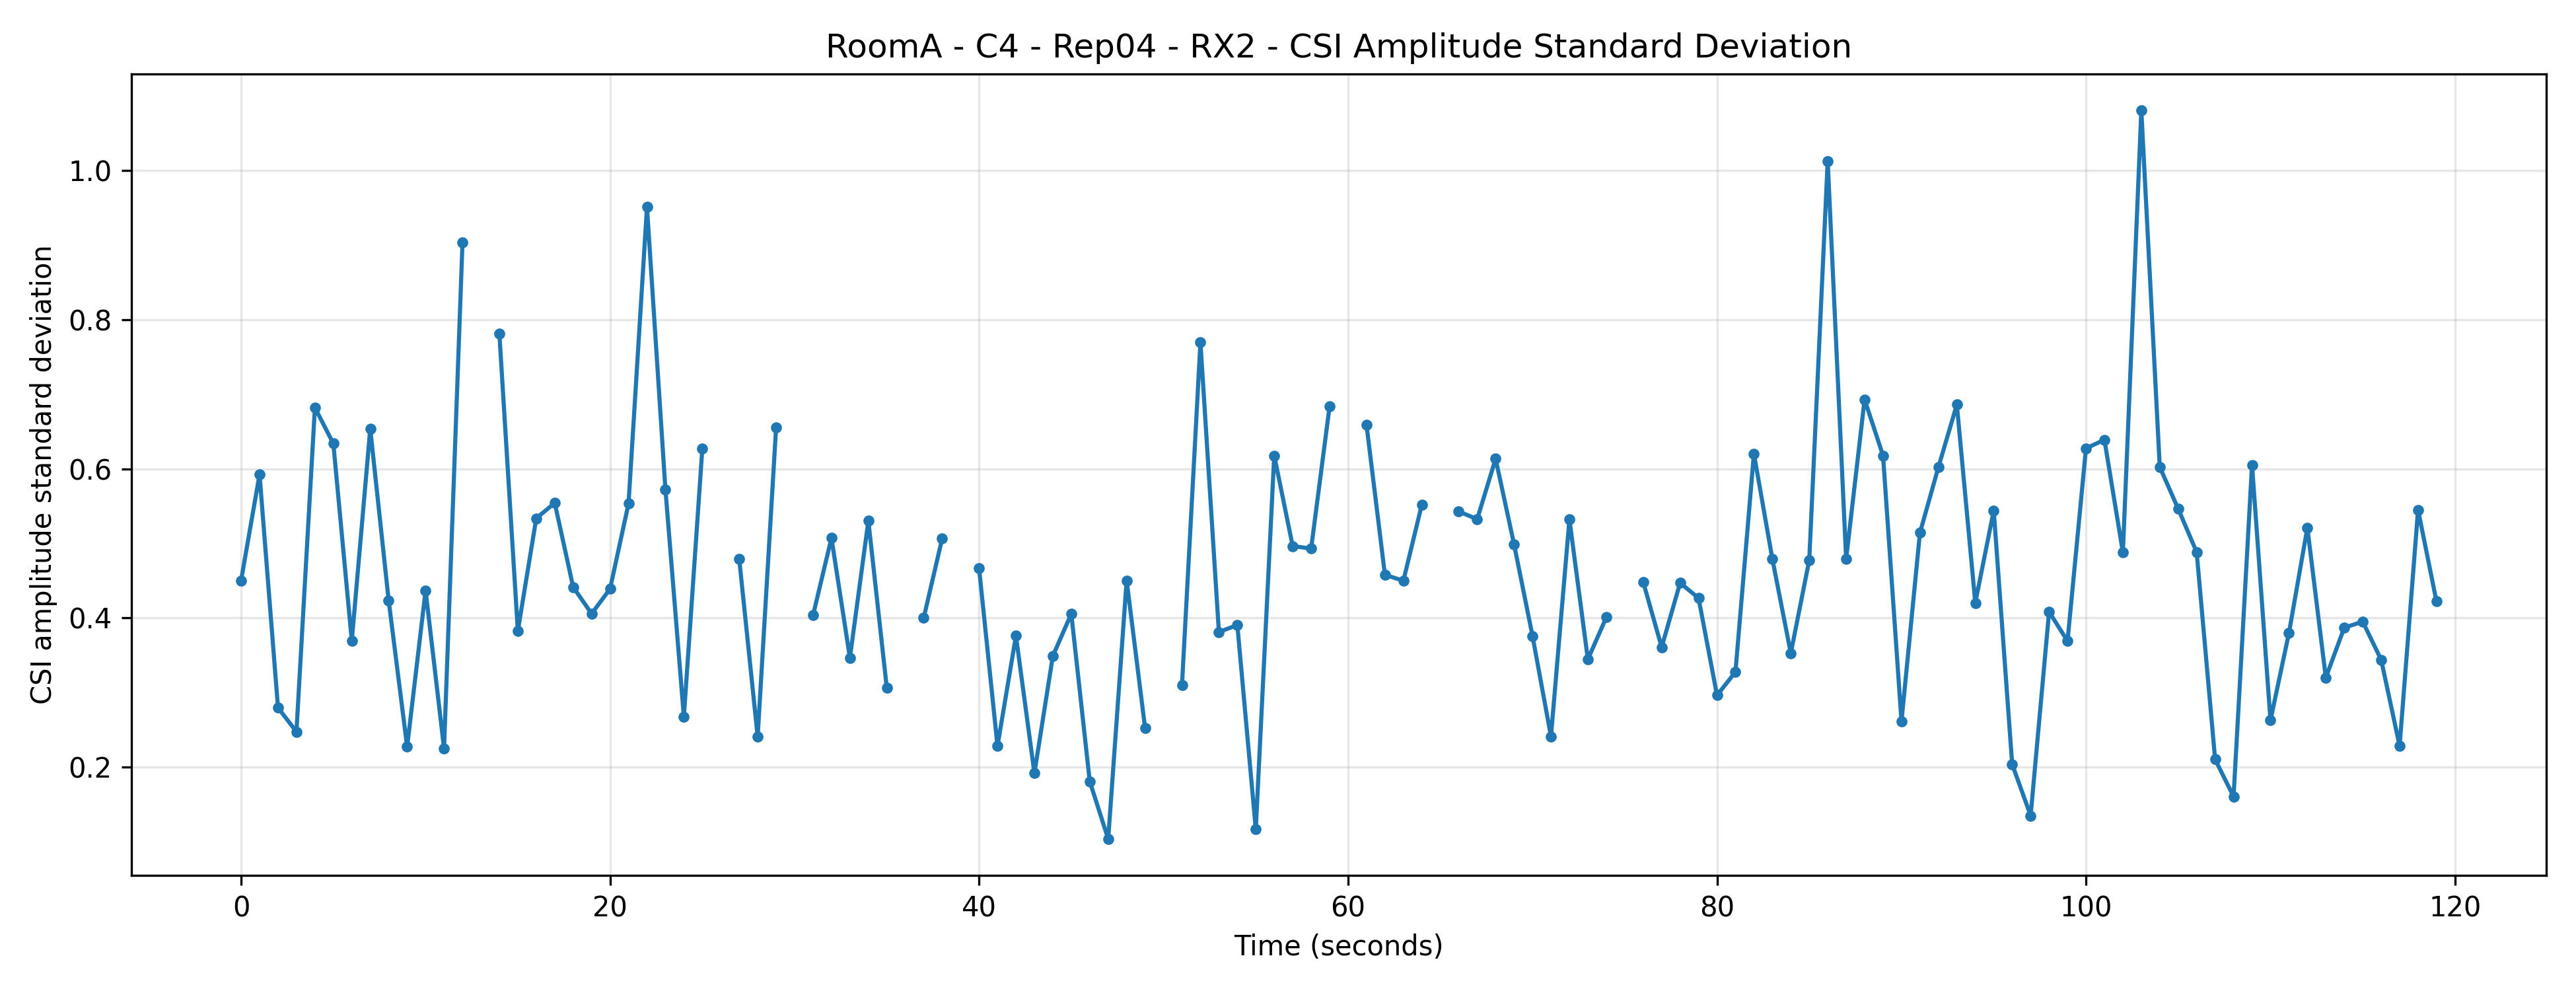 RoomA - C4 - Rep04 - RX2 - CSI Amplitude Standard Deviation
CSI amplitude standard deviation
1.0
0.8
0.6
0.4
0.2
0 20 40 60 80 100 120
Time (seconds)